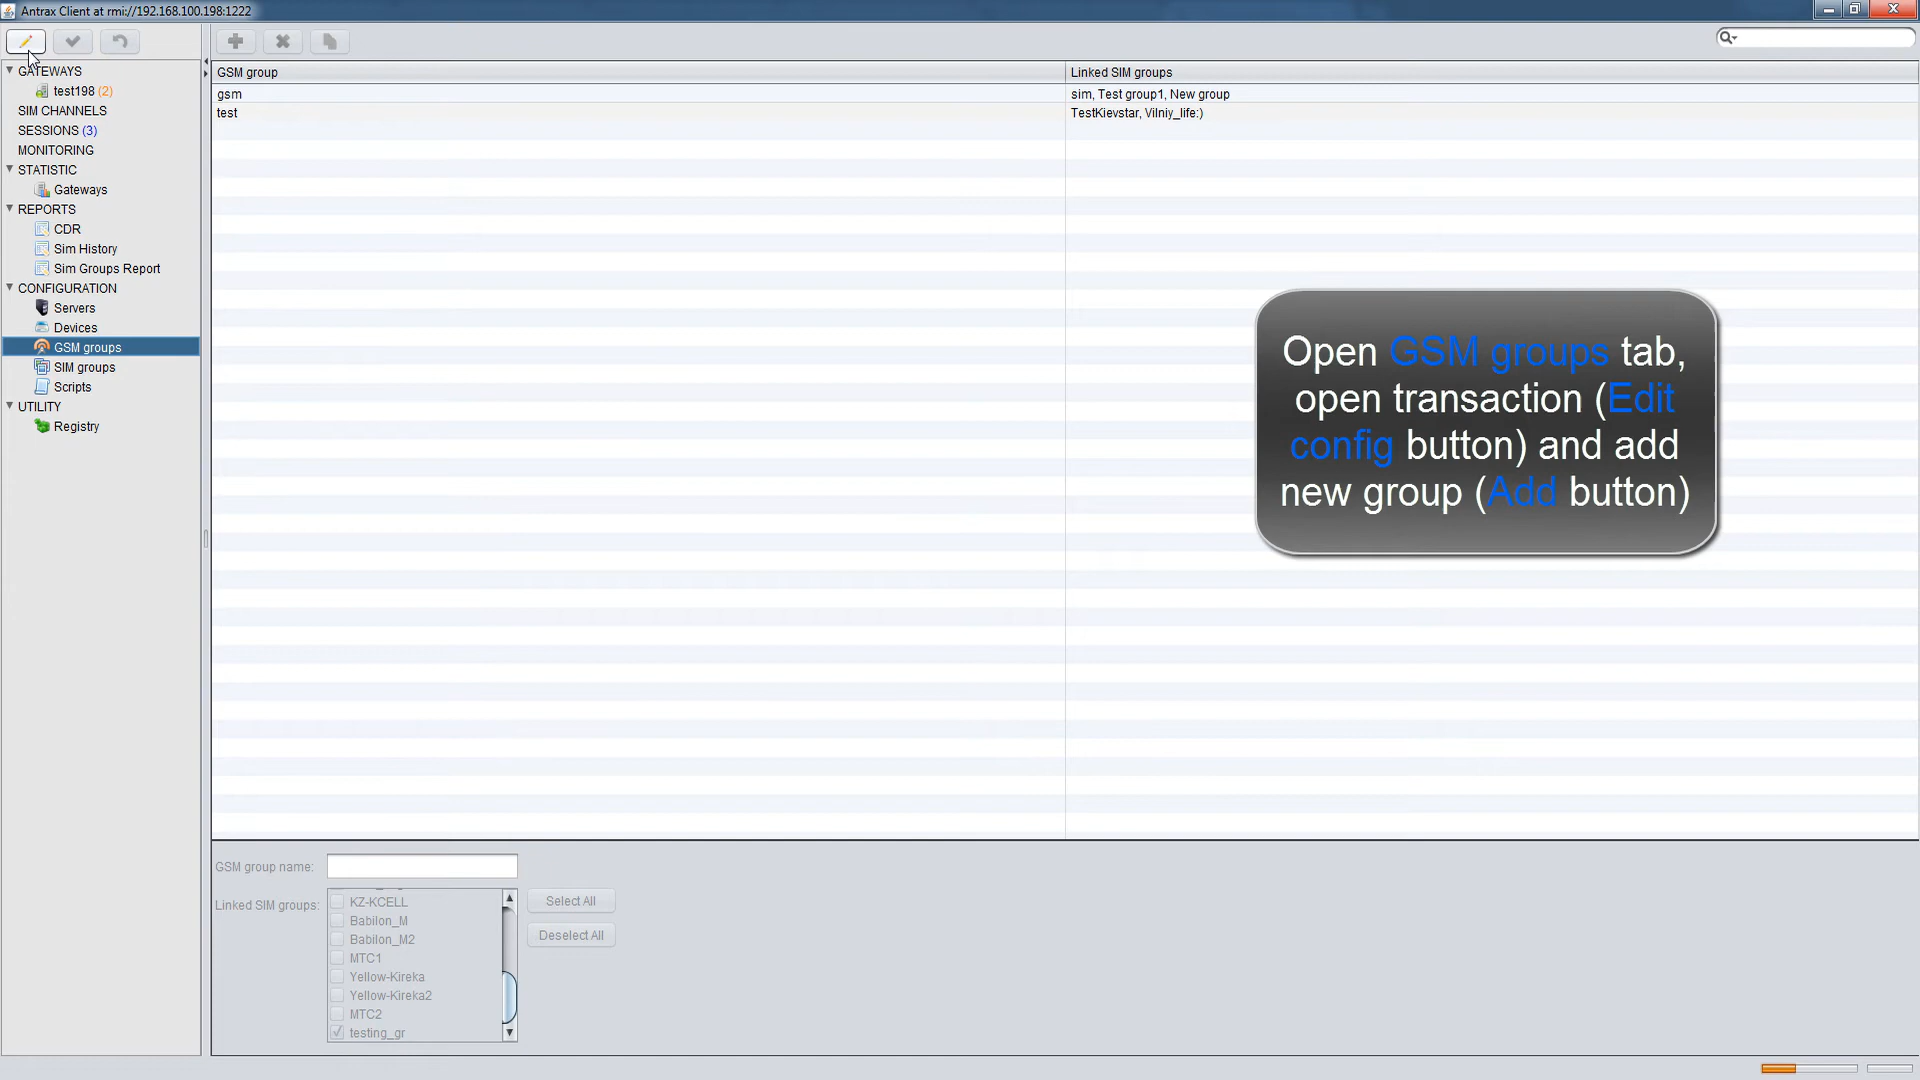 Antrax Client at rmi://192.168.100.198:1222
GATEWAYS
test198 (2)
SIM CHANNELS
SESSIONS (3)
MONITORING
STATISTIC
Gateways
REPORTS
CDR
Sim History
Sim Groups Report
CONFIGURATION
Servers
Devices
GSM groups
SIM groups
Scripts
UTILITY
Registry
GSM group Linked SIM groups
gsm sim, Test group1, New group
test TestKievstar, Vilniy_life:)
Open GSM groups tab,
open transaction (Edit
config button) and add
new group (Add button)
GSM group name:
Linked SIM groups:
KZ-KCELL
Babilon_M
Babilon_M2
MTC1
Yellow-Kireka
Yellow-Kireka2
MTC2
testing_gr
Select All
Deselect All